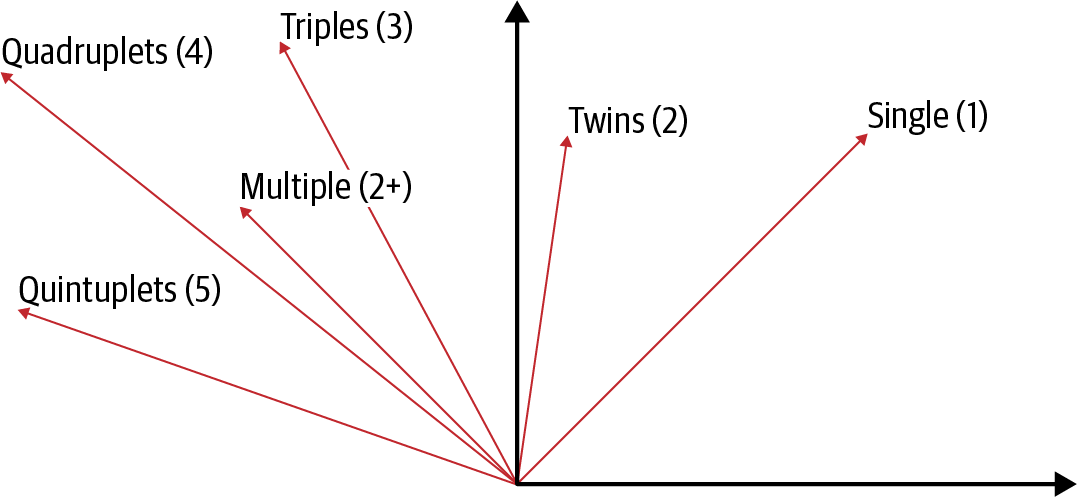 Triples (3)
Quadruplets (4)
Twins (2)
Single (1)
Multiple (2+)
Quintuplets (5)